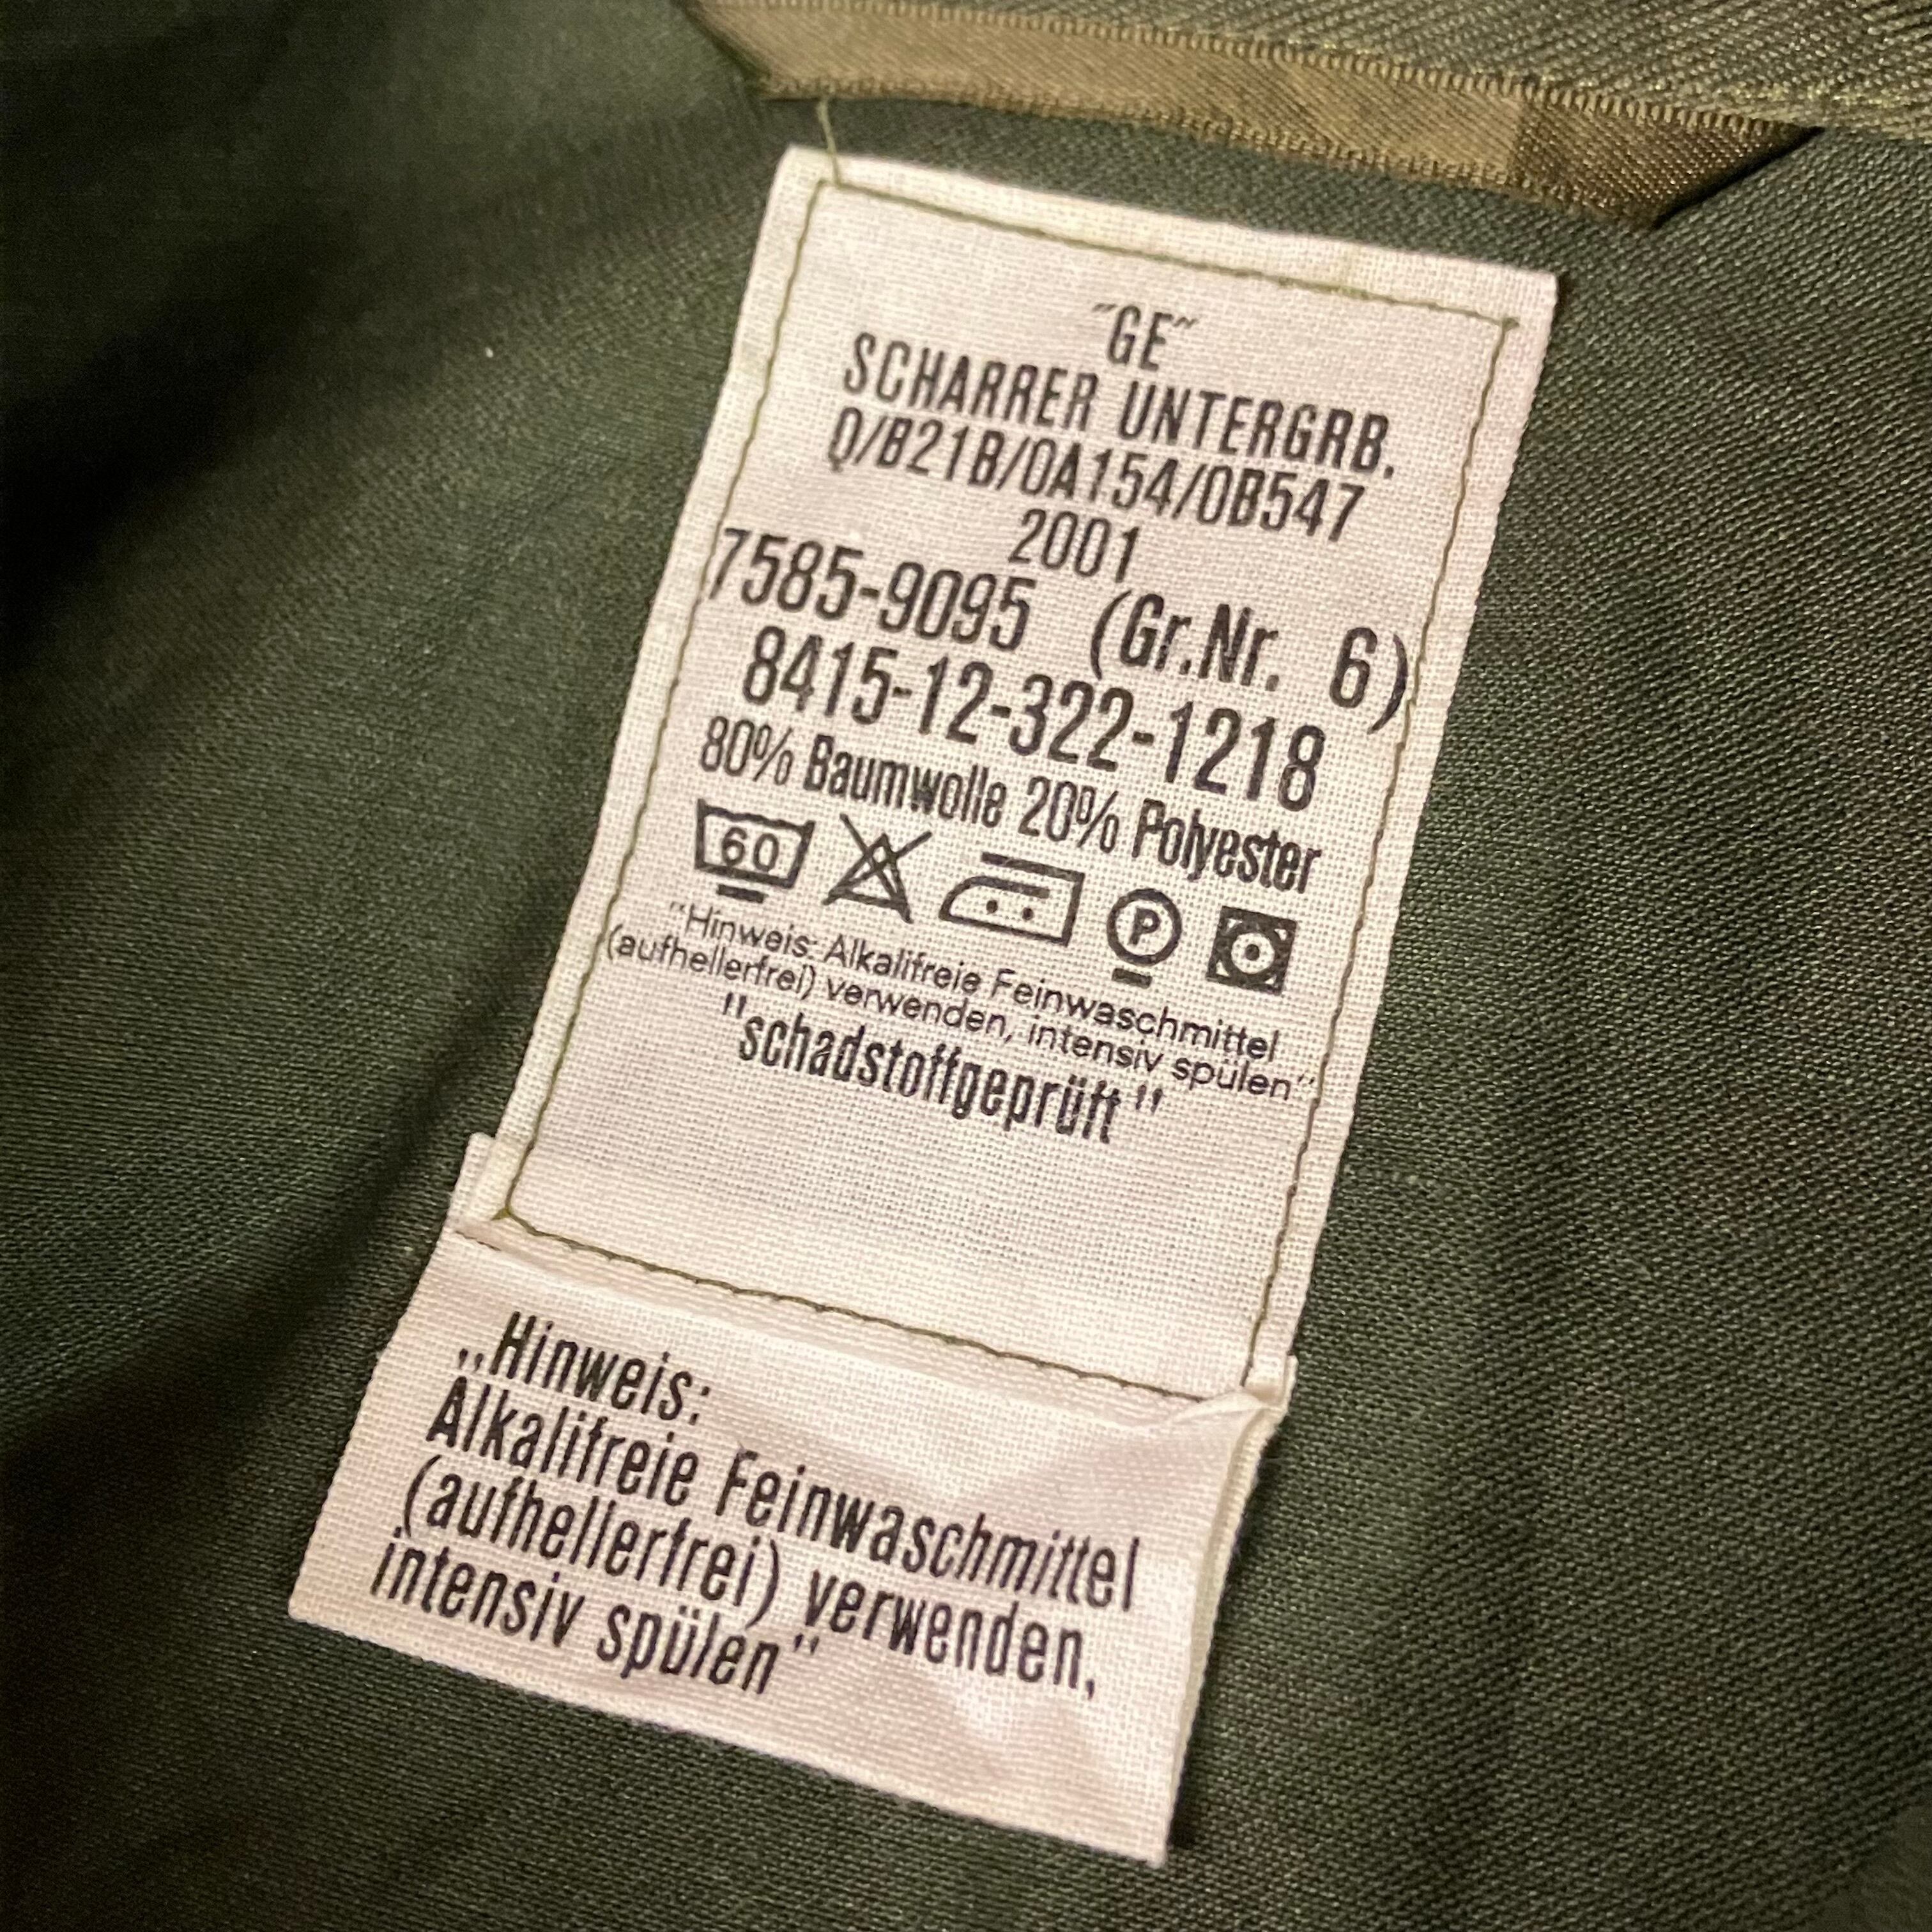 "GE"
SCHARRER UNTERGRB.
Q/B21B/0A154/0B547
2001
7585-9095 (Gr.Nr. 6)
8415-12-322-1218
80% Baumwolle 20% Polyester
60 P
"Hinweis: Alkalifreie Feinwaschmittel
(aufhellerfrei) verwenden, intensiv spülen"
"schadstoffgeprüft"
„Hinweis:
Alkalifreie Feinwaschmittel
(aufhellerfrei) verwenden,
intensiv spülen"